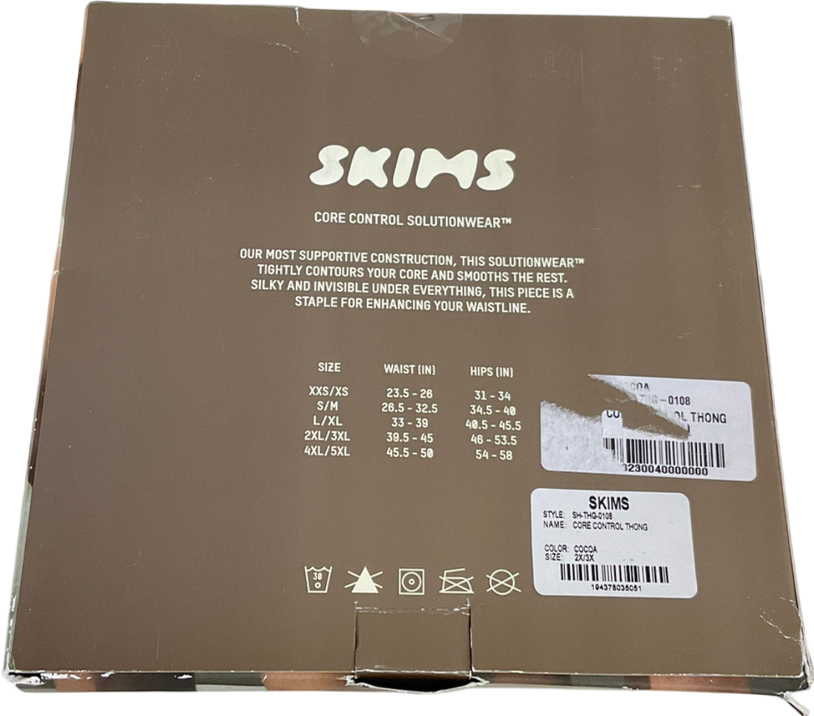 SKIMS
CORE CONTROL SOLUTIONWEAR™
OUR MOST SUPPORTIVE CONSTRUCTION, THIS SOLUTIONWEAR™
TIGHTLY CONTOURS YOUR CORE AND SMOOTHS THE REST.
SILKY AND INVISIBLE UNDER EVERYTHING, THIS PIECE IS A
STAPLE FOR ENHANCING YOUR WAISTLINE.
SIZE WAIST (IN) HIPS (IN)
XXS/XS 23.5 - 26 31 - 34
S/M 26.5 - 32.5 34.5 - 40
L/XL 33 - 39 40.5 - 45.5
2XL/3XL 39.5 - 45 46 - 53.5
4XL/5XL 45.5 - 50 54 - 58
THG-0108
THONG
SKIMS
STYLE: SH-THG-0108
NAME: CORE CONTROL THONG
COLOR: COCOA
SIZE: 2X/3X
194378035051
30